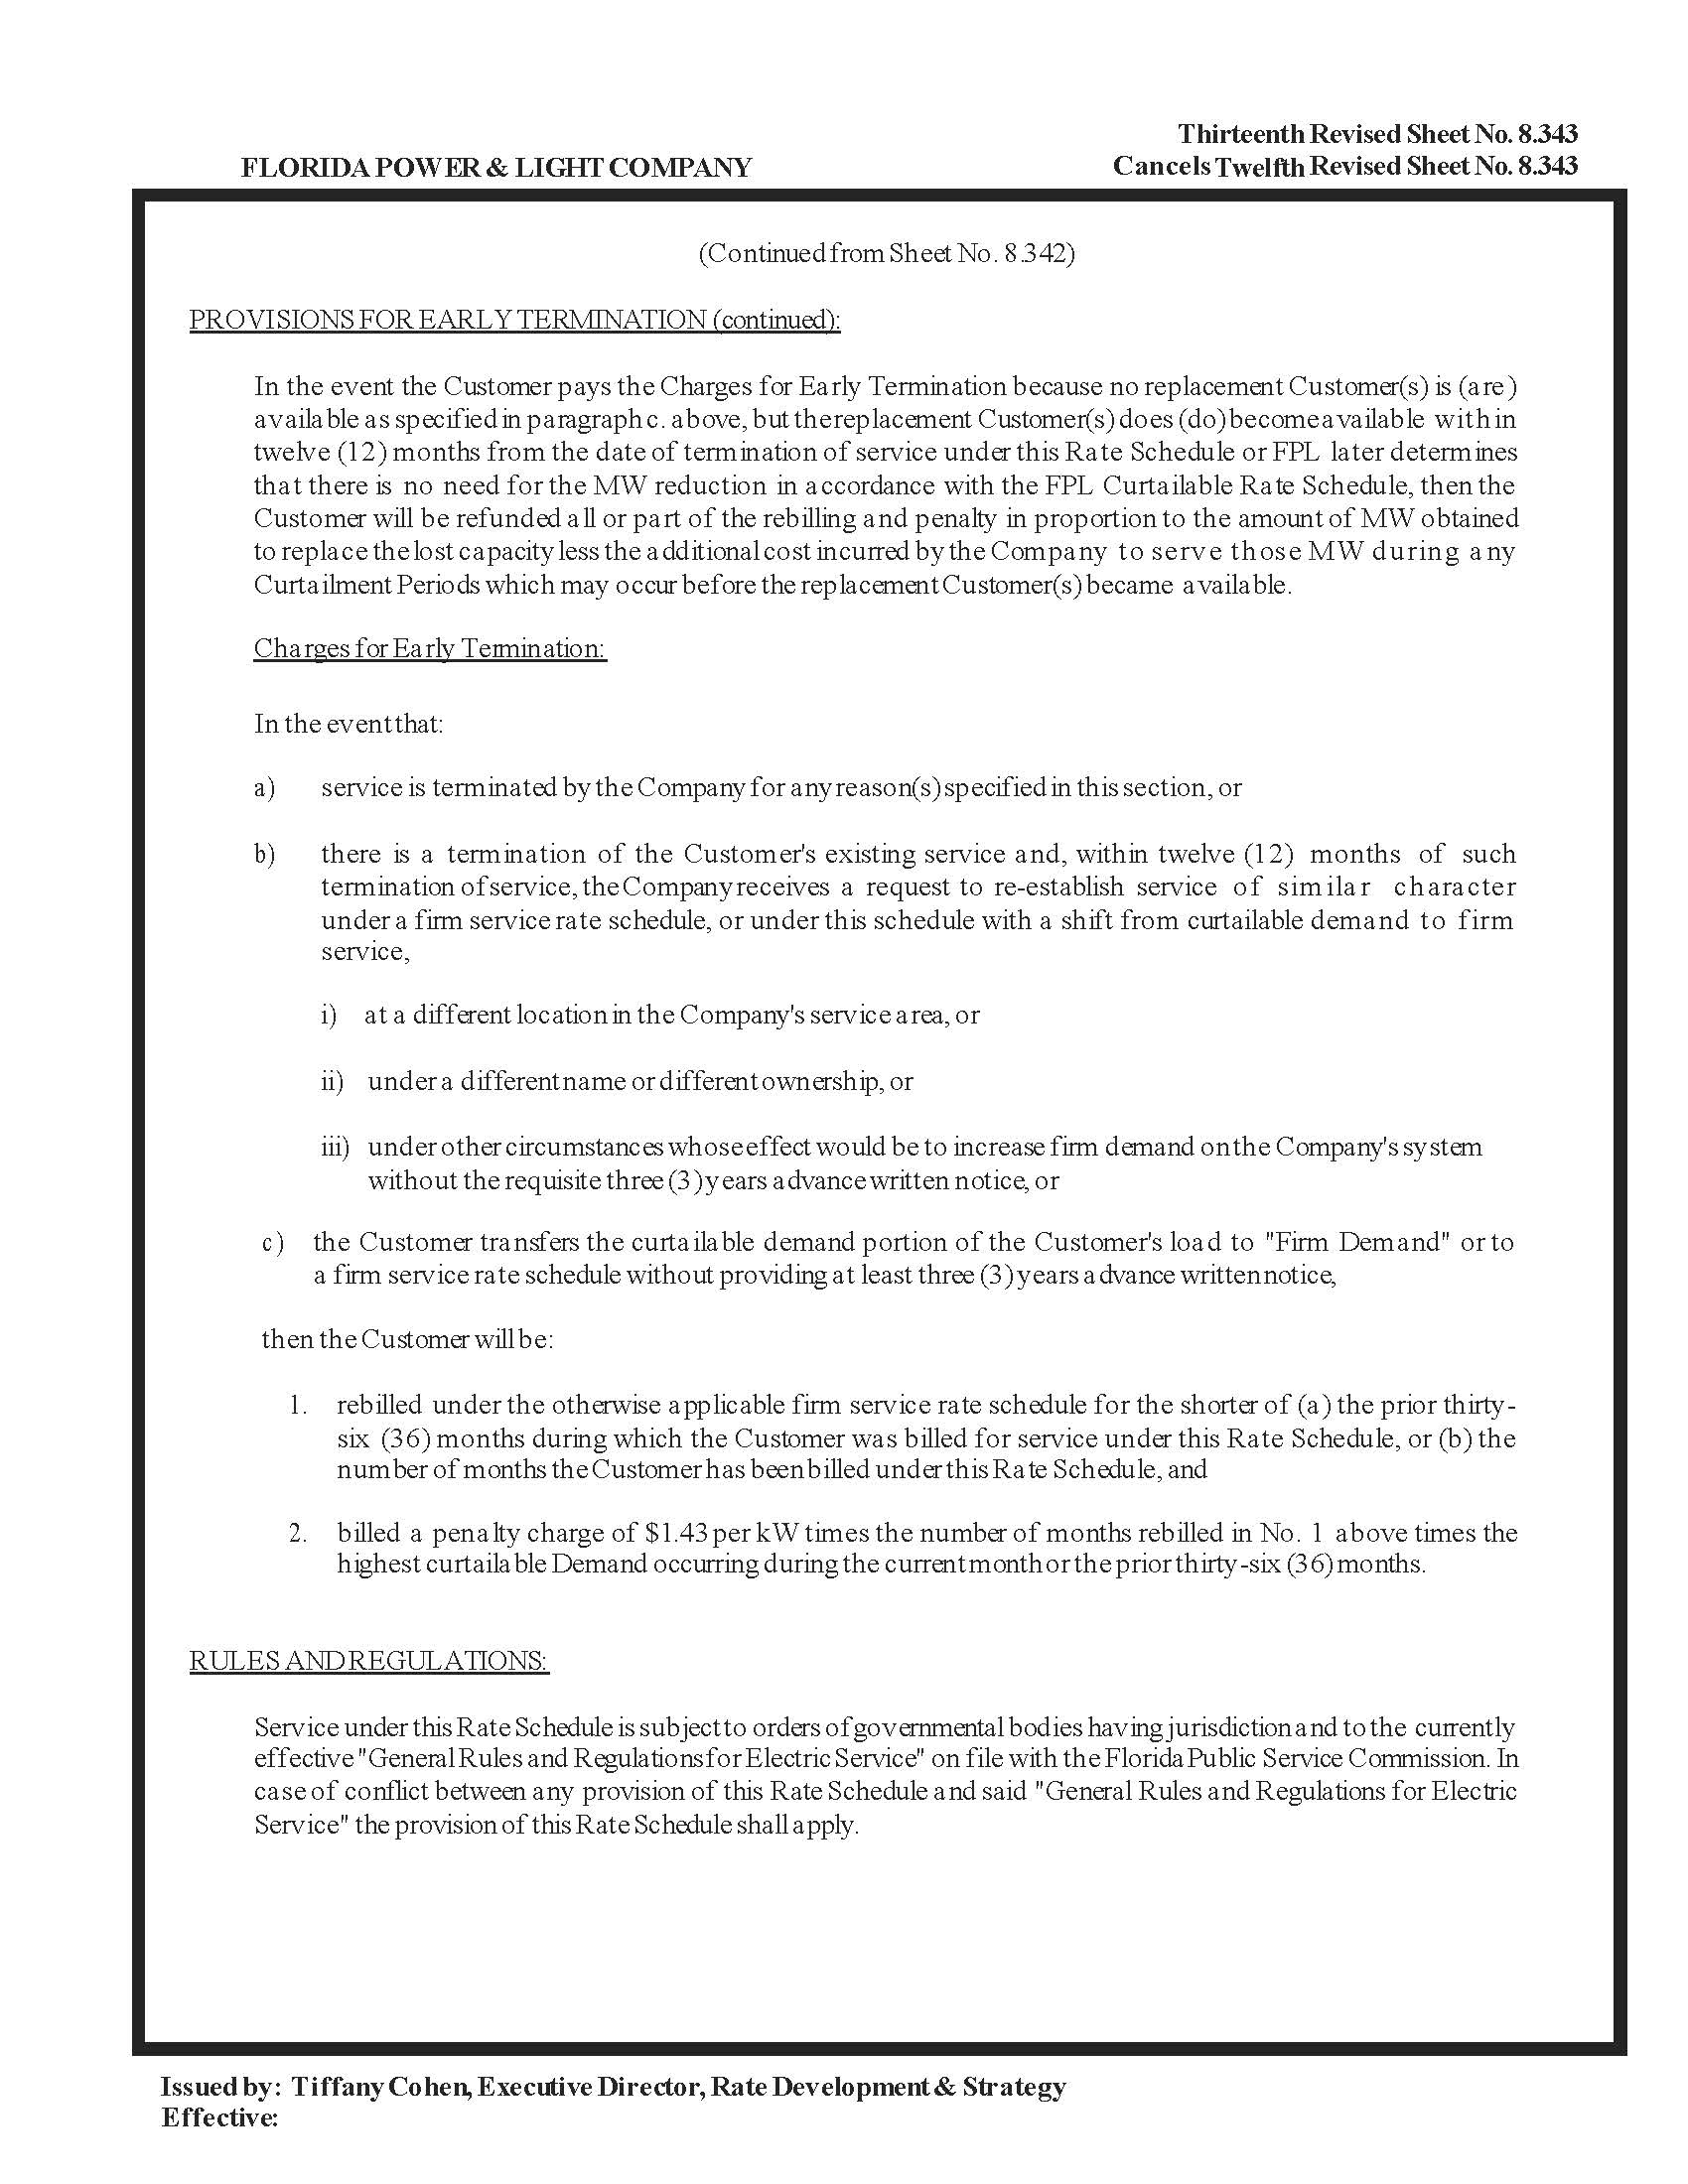 Thirteenth Revised Sheet No. 8.343
FLORIDA POWER & LIGHT COMPANY Cancels Twelfth Revised Sheet No. 8.343
(Continued from Sheet No. 8.342)
PROVISIONS FOR EARLY TERMINATION (continued):
In the event the Customer pays the Charges for Early Termination because no replacement Customer(s) is (are)
available as specified in paragraph c. above, but the replacement Customer(s) does (do) become available within
twelve (12) months from the date of termination of service under this Rate Schedule or FPL later determines
that there is no need for the MW reduction in accordance with the FPL Curtailable Rate Schedule, then the
Customer will be refunded all or part of the rebilling and penalty in proportion to the amount of MW obtained
to replace the lost capacity less the additional cost incurred by the Company to serve those MW during any
Curtailment Periods which may occur before the replacement Customer(s) became available.
Charges for Early Termination:
In the event that:
a) service is terminated by the Company for any reason(s) specified in this section, or
b) there is a termination of the Customer's existing service and, within twelve (12) months of such
termination of service, the Company receives a request to re-establish service of similar character
under a firm service rate schedule, or under this schedule with a shift from curtailable demand to firm
service,
i) at a different location in the Company's service area, or
ii) under a different name or different ownership, or
iii) under other circumstances whose effect would be to increase firm demand on the Company's system
without the requisite three (3) years advance written notice, or
c) the Customer transfers the curtailable demand portion of the Customer's load to "Firm Demand" or to
a firm service rate schedule without providing at least three (3) years advance written notice,
then the Customer will be:
1. rebilled under the otherwise applicable firm service rate schedule for the shorter of (a) the prior thirty-
six (36) months during which the Customer was billed for service under this Rate Schedule, or (b) the
number of months the Customer has been billed under this Rate Schedule, and
2. billed a penalty charge of $1.43 per kW times the number of months rebilled in No. 1 above times the
highest curtailable Demand occurring during the current month or the prior thirty-six (36) months.
RULES AND REGULATIONS:
Service under this Rate Schedule is subject to orders of governmental bodies having jurisdiction and to the currently
effective "General Rules and Regulations for Electric Service" on file with the Florida Public Service Commission. In
case of conflict between any provision of this Rate Schedule and said "General Rules and Regulations for Electric
Service" the provision of this Rate Schedule shall apply.
Issued by: Tiffany Cohen, Executive Director, Rate Development & Strategy
Effective: